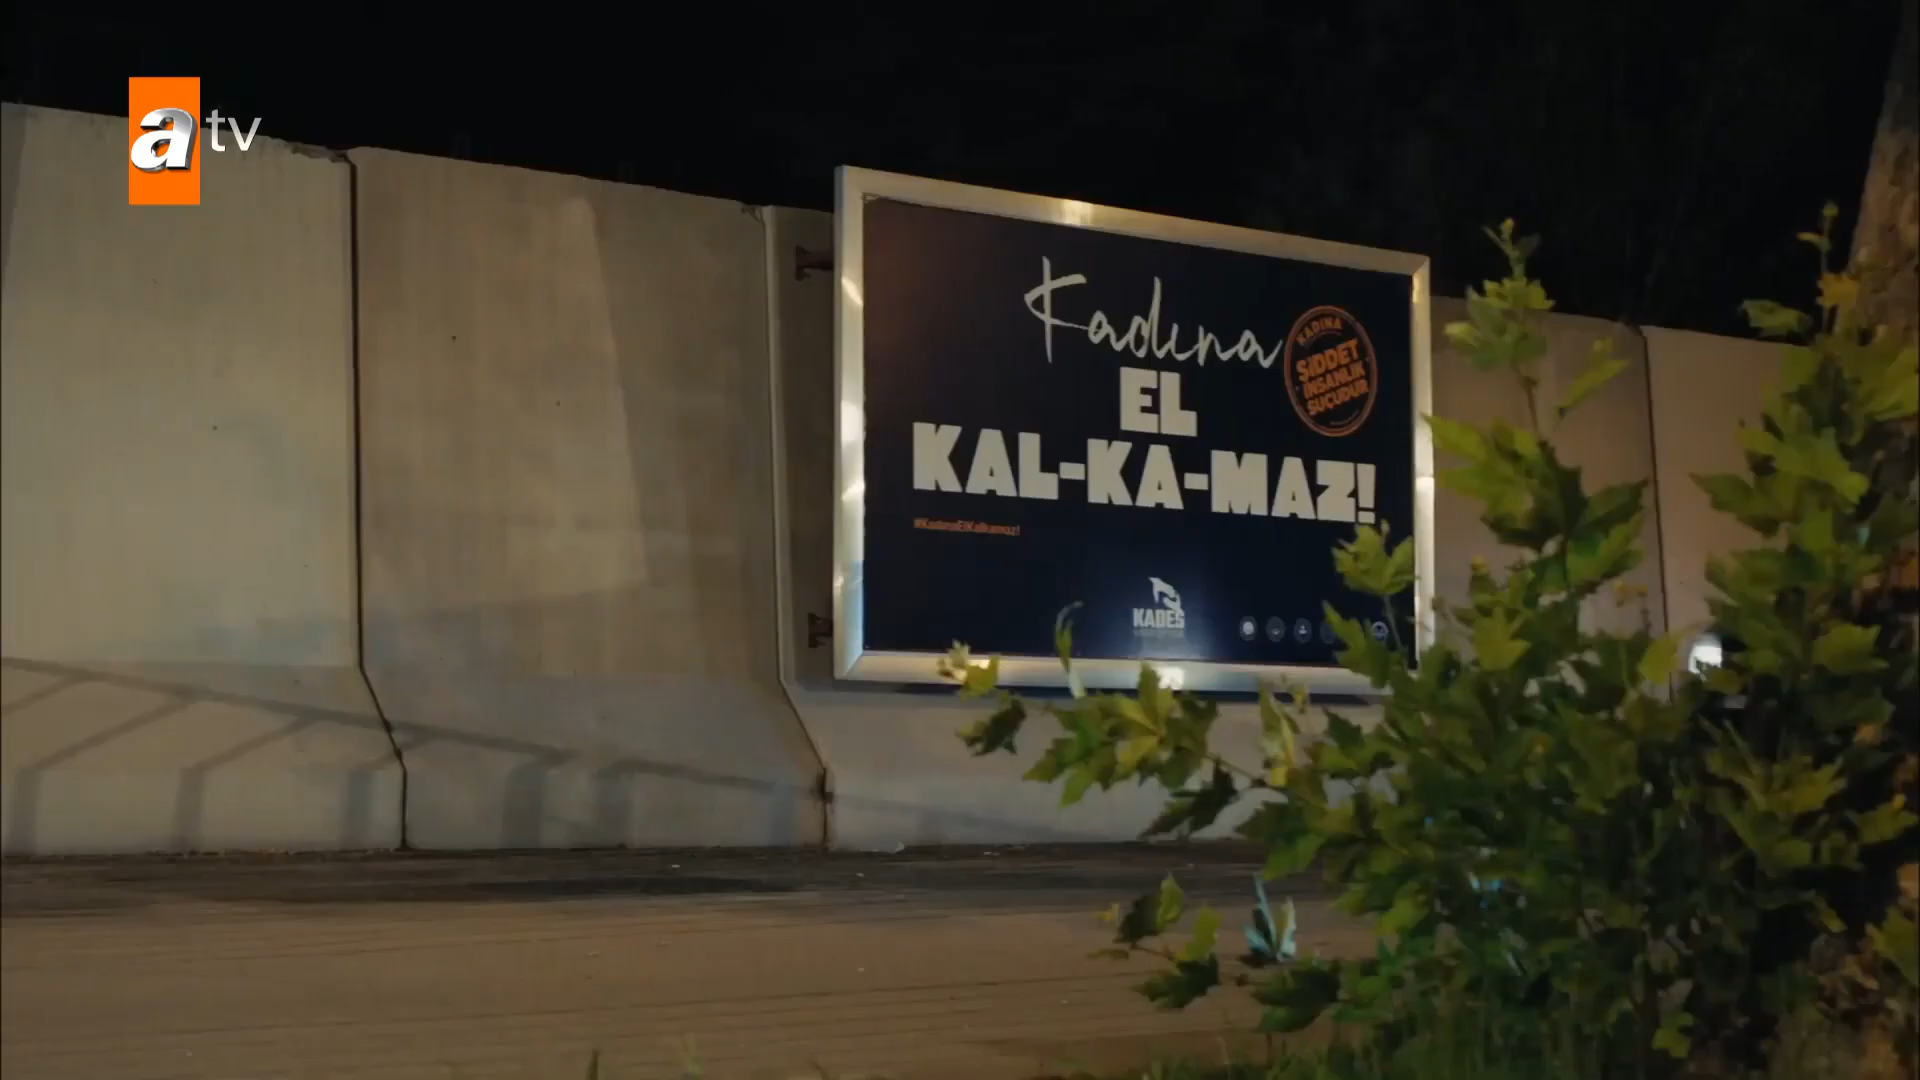 atv
Kadına
EL
KAL-KA-MAZ!
KADINA
ŞİDDET
İNSANLIK
SUÇUDUR
#KadınaElKalkamaz!
KADES